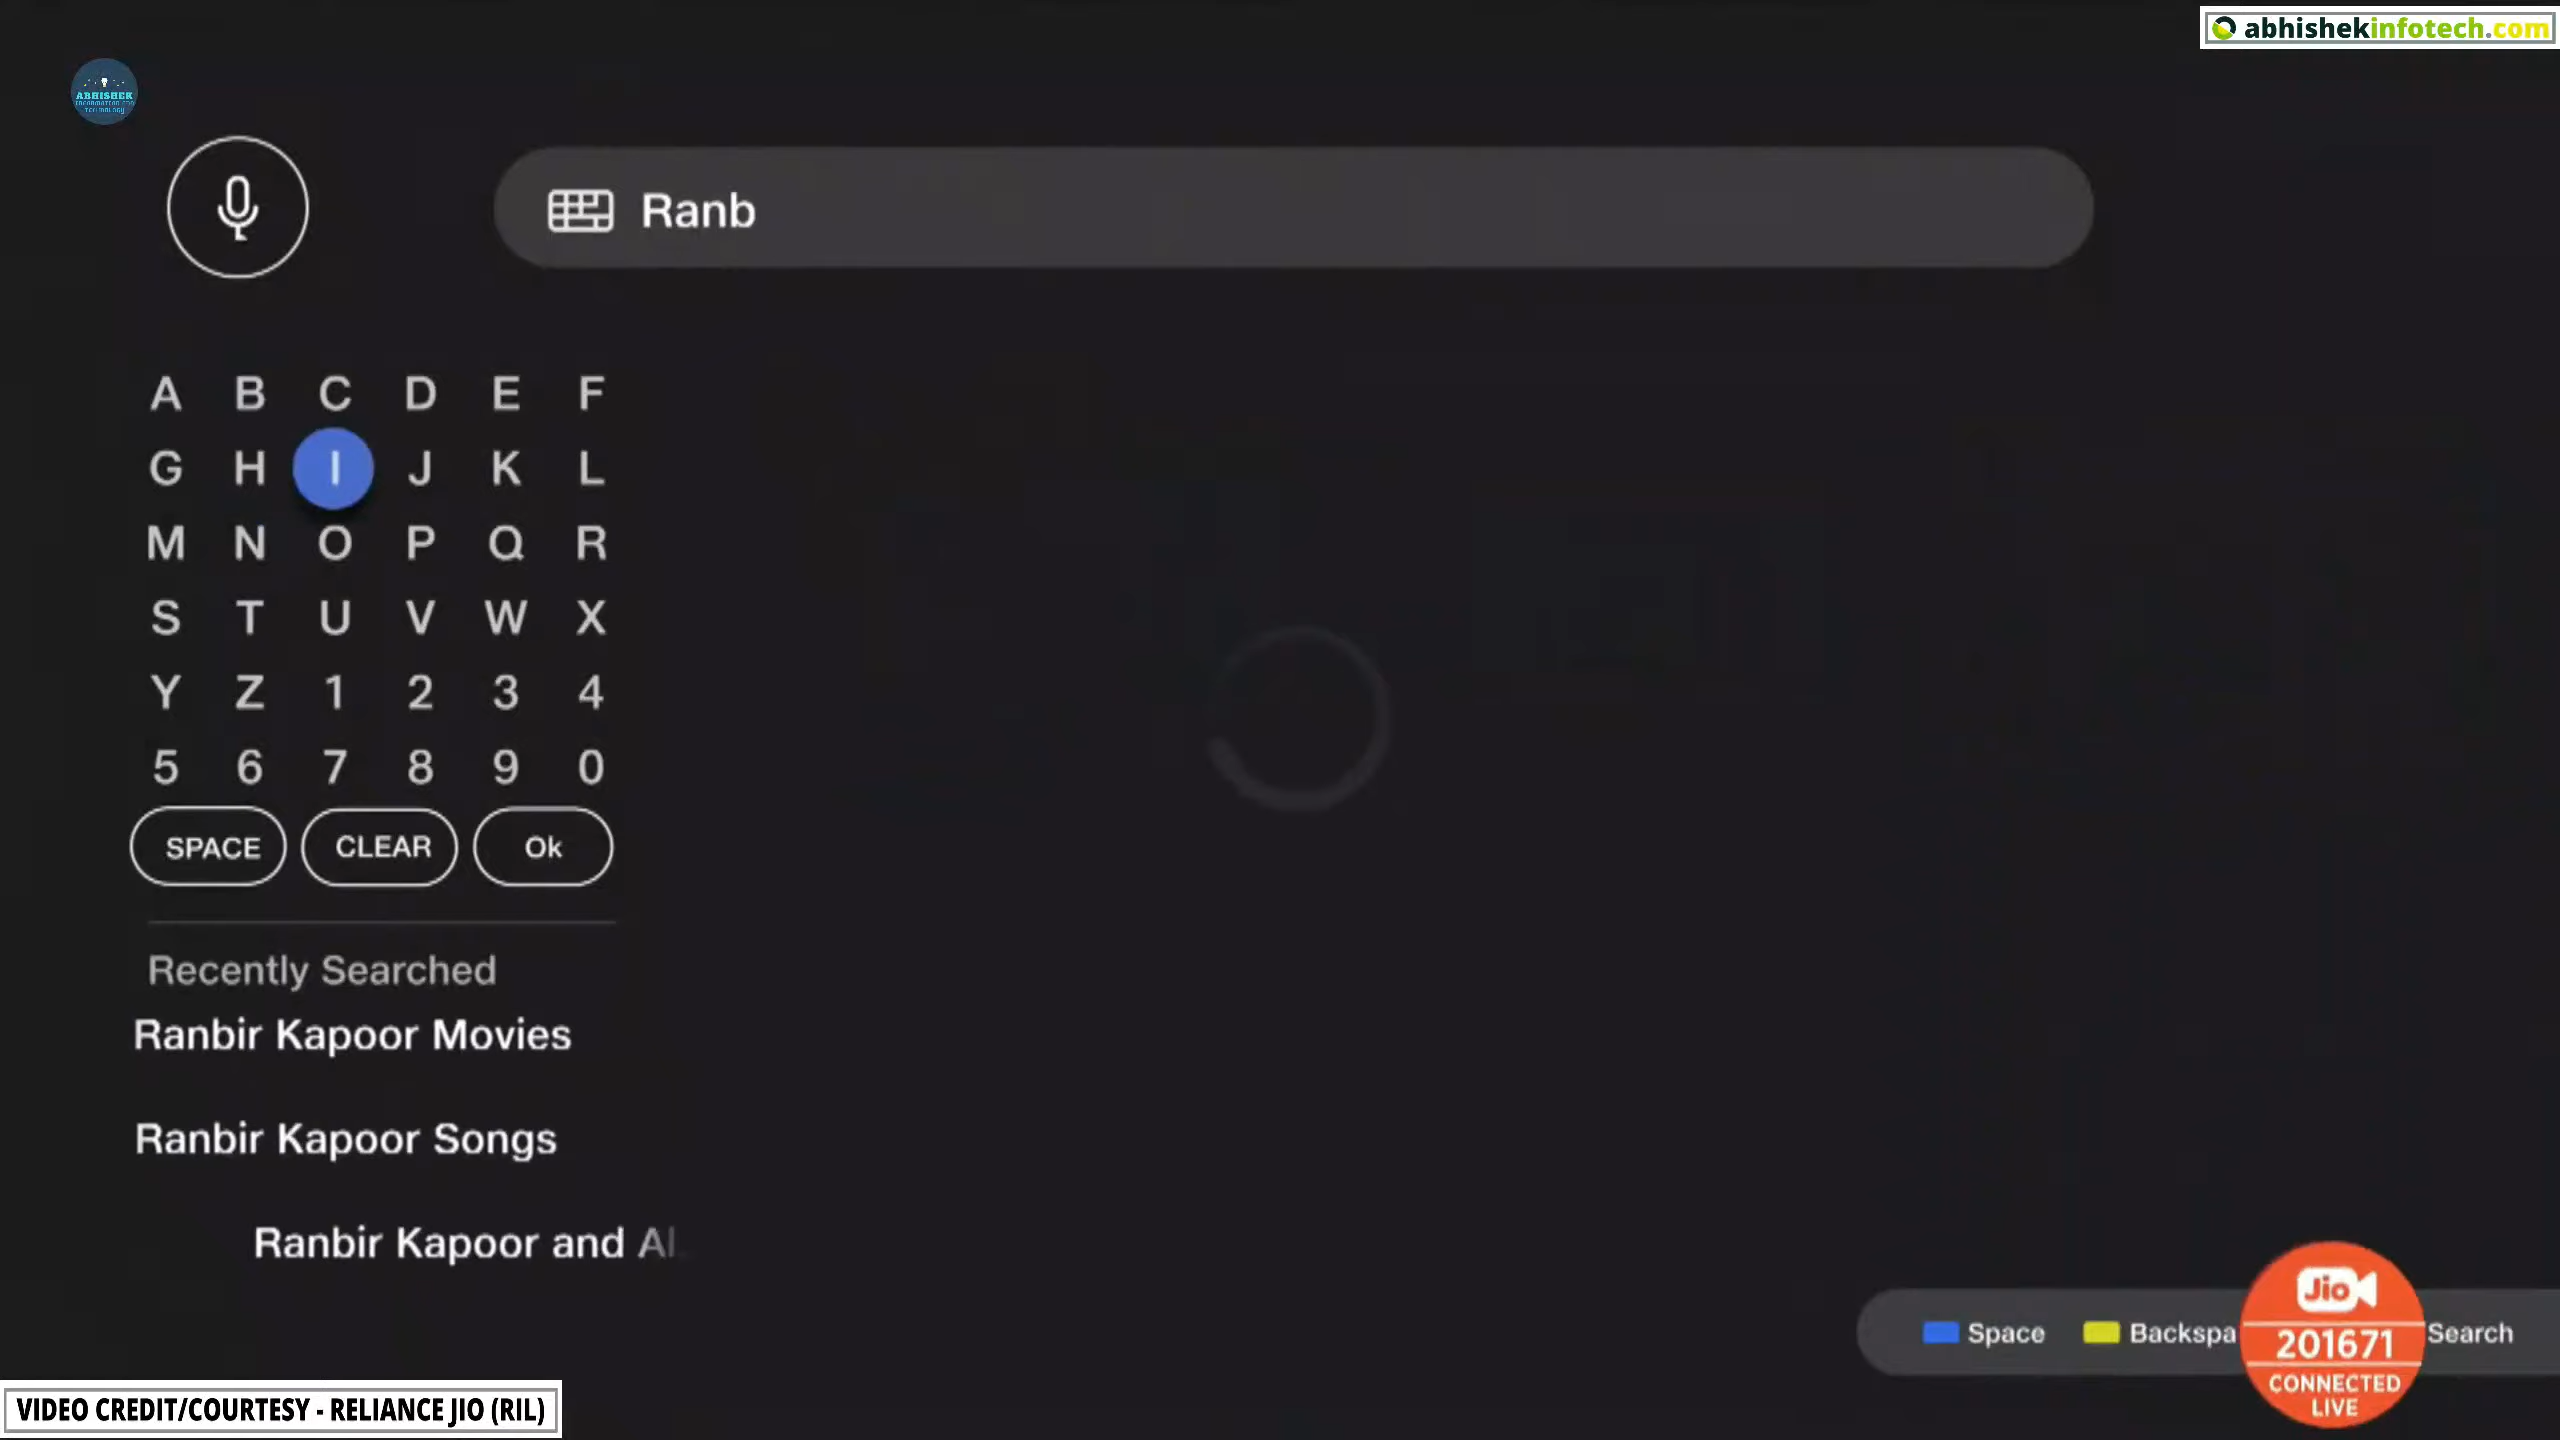 abhishekinfotech.com
ABHISHEK
Ranb
A B C D E F
G H I J K L
M N O P Q R
S T U V W X
Y Z 1 2 3 4
5 6 7 8 9 0
SPACE CLEAR Ok
Recently Searched
Ranbir Kapoor Movies
Ranbir Kapoor Songs
Ranbir Kapoor and Al
Space Backspa Search
Jio
201671
CONNECTED
LIVE
VIDEO CREDIT/COURTESY - RELIANCE JIO (RIL)